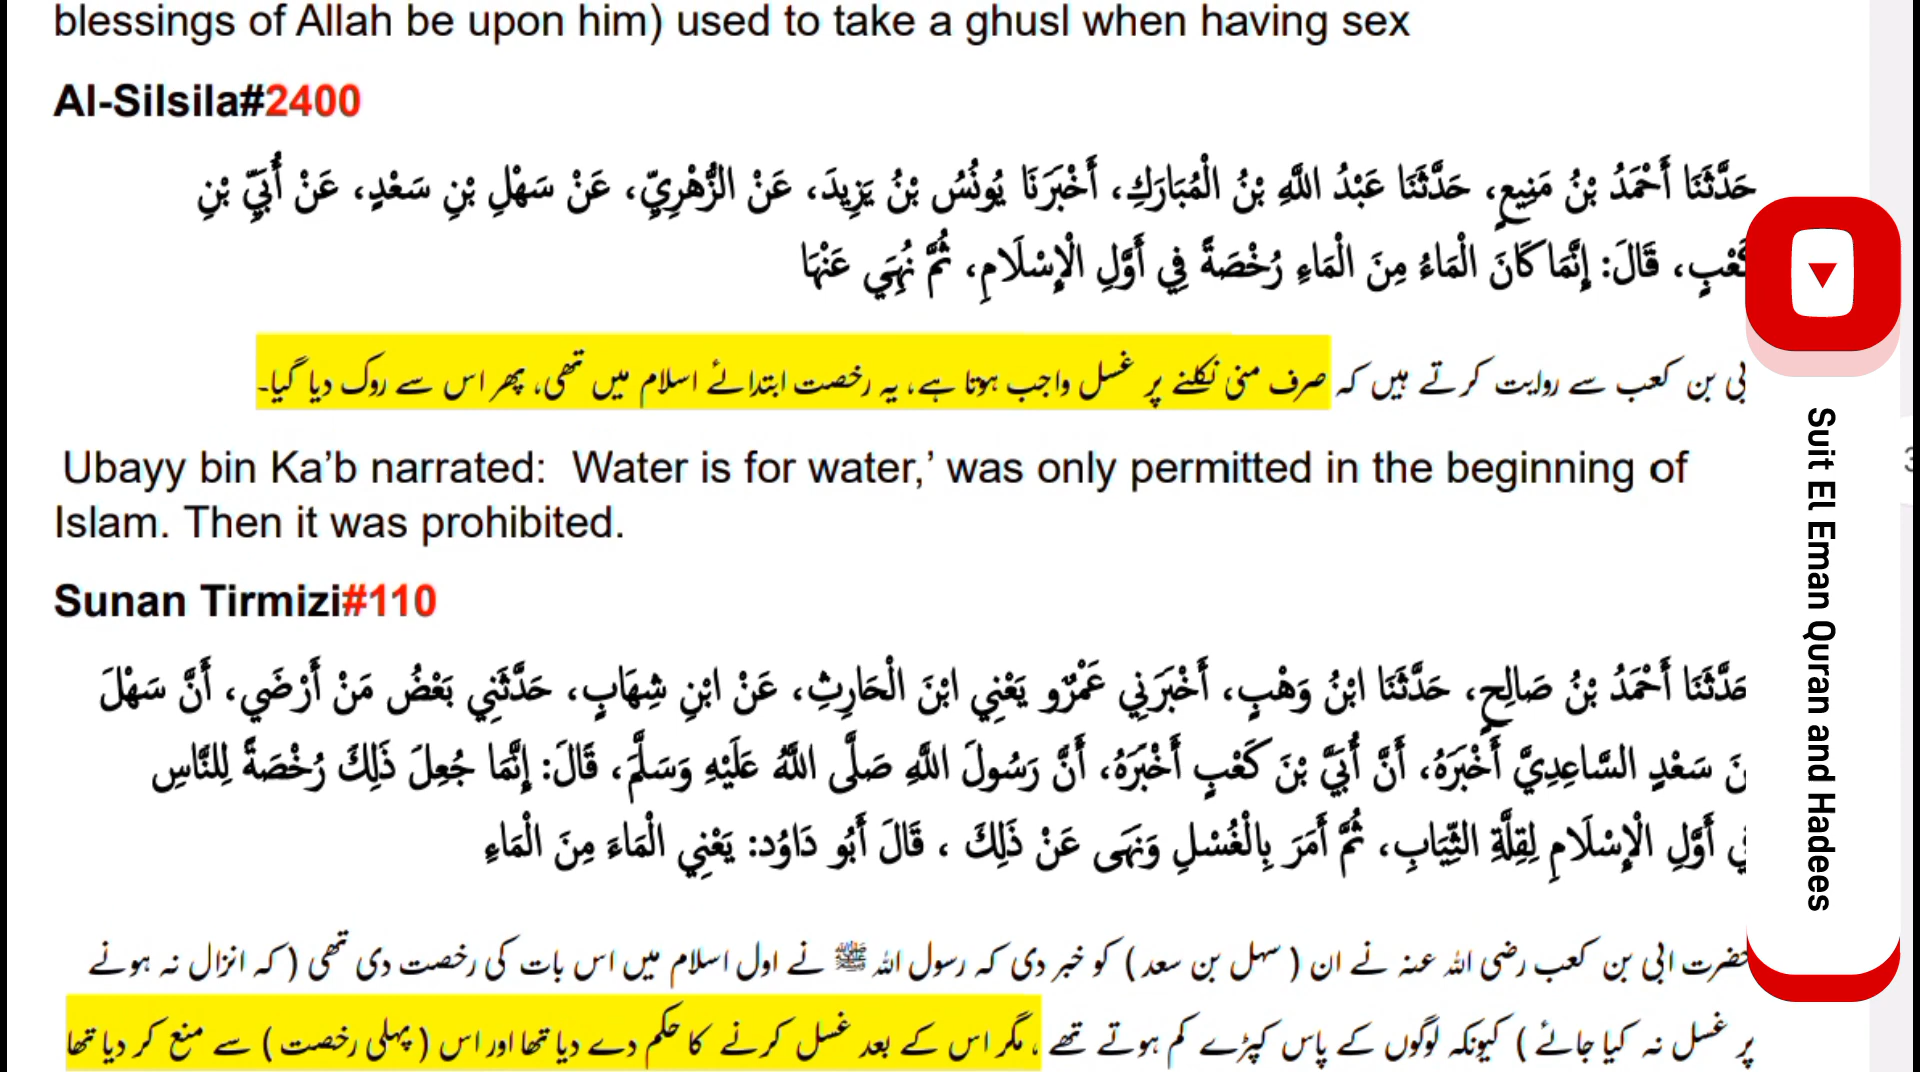 blessings of Allah be upon him) used to take a ghusl when having sex
Al-Silsila#2400
حَدَّثَنَا أَحْمَدُ بْنُ مَنِيعٍ، حَدَّثَنَا عَبْدُ اللَّهِ بْنُ الْمُبَارَكِ، أَخْبَرَنَا يُونُسُ بْنُ يَزِيدَ، عَنْ الزُّهْرِيِّ، عَنْ سَهْلِ بْنِ سَعْدٍ، عَنْ أُبَيِّ بْنِ
كَعْبٍ، قَالَ: إِنَّمَا كَانَ الْمَاءُ مِنَ الْمَاءِ رُخْصَةً فِي أَوَّلِ الْإِسْلَامِ، ثُمَّ نُهِيَ عَنْهَا
بی بن کعب سے روایت کرتے ہیں کہ صرف منی نکلنے پر غسل واجب ہوتا ہے، یہ رخصت ابتدائے اسلام میں تھی، پھر اس سے روک دیا گیا۔
Ubayy bin Ka’b narrated: Water is for water,’ was only permitted in the beginning of
Islam. Then it was prohibited.
Sunan Tirmizi#110
حَدَّثَنَا أَحْمَدُ بْنُ صَالِحٍ، حَدَّثَنَا ابْنُ وَهْبٍ، أَخْبَرَنِي عَمْرٌو يَعْنِي ابْنَ الْحَارِثِ، عَنْ ابْنِ شِهَابٍ، حَدَّثَنِي بَعْضُ مَنْ أَرْضَي، أَنَّ سَهْلَ
نَ سَعْدٍ السَّاعِدِيَّ أَخْبَرَهُ، أَنَّ أُبَيَّ بْنَ كَعْبٍ أَخْبَرَهُ، أَنَّ رَسُولَ اللَّهِ صَلَّى اللَّهُ عَلَيْهِ وَسَلَّمَ، قَالَ: إِنَّمَا جُعِلَ ذَلِكَ رُخْصَةً لِلنَّاسِ
فِي أَوَّلِ الْإِسْلَامِ لِقِلَّةِ الثِّيَابِ، ثُمَّ أَمَرَ بِالْغُسْلِ وَنَهَى عَنْ ذَلِكَ ، قَالَ أَبُو دَاوُد: يَعْنِي الْمَاءَ مِنَ الْمَاءِ
حضرت ابی بن کعب رضی اللہ عنہ نے ان ( سہل بن سعد ) کو خبر دی کہ رسول اللہ ﷺ نے اول اسلام میں اس بات کی رخصت دی تھی ( کہ انزال نہ ہونے
پر غسل نہ کیا جائے ) کیونکہ لوگوں کے پاس کپڑے کم ہوتے تھے ، مگر اس کے بعد غسل کرنے کا حکم دے دیا تھا اور اس ( پہلی رخصت ) سے منع کر دیا تھا
Suit El Eman Quran and Hadees